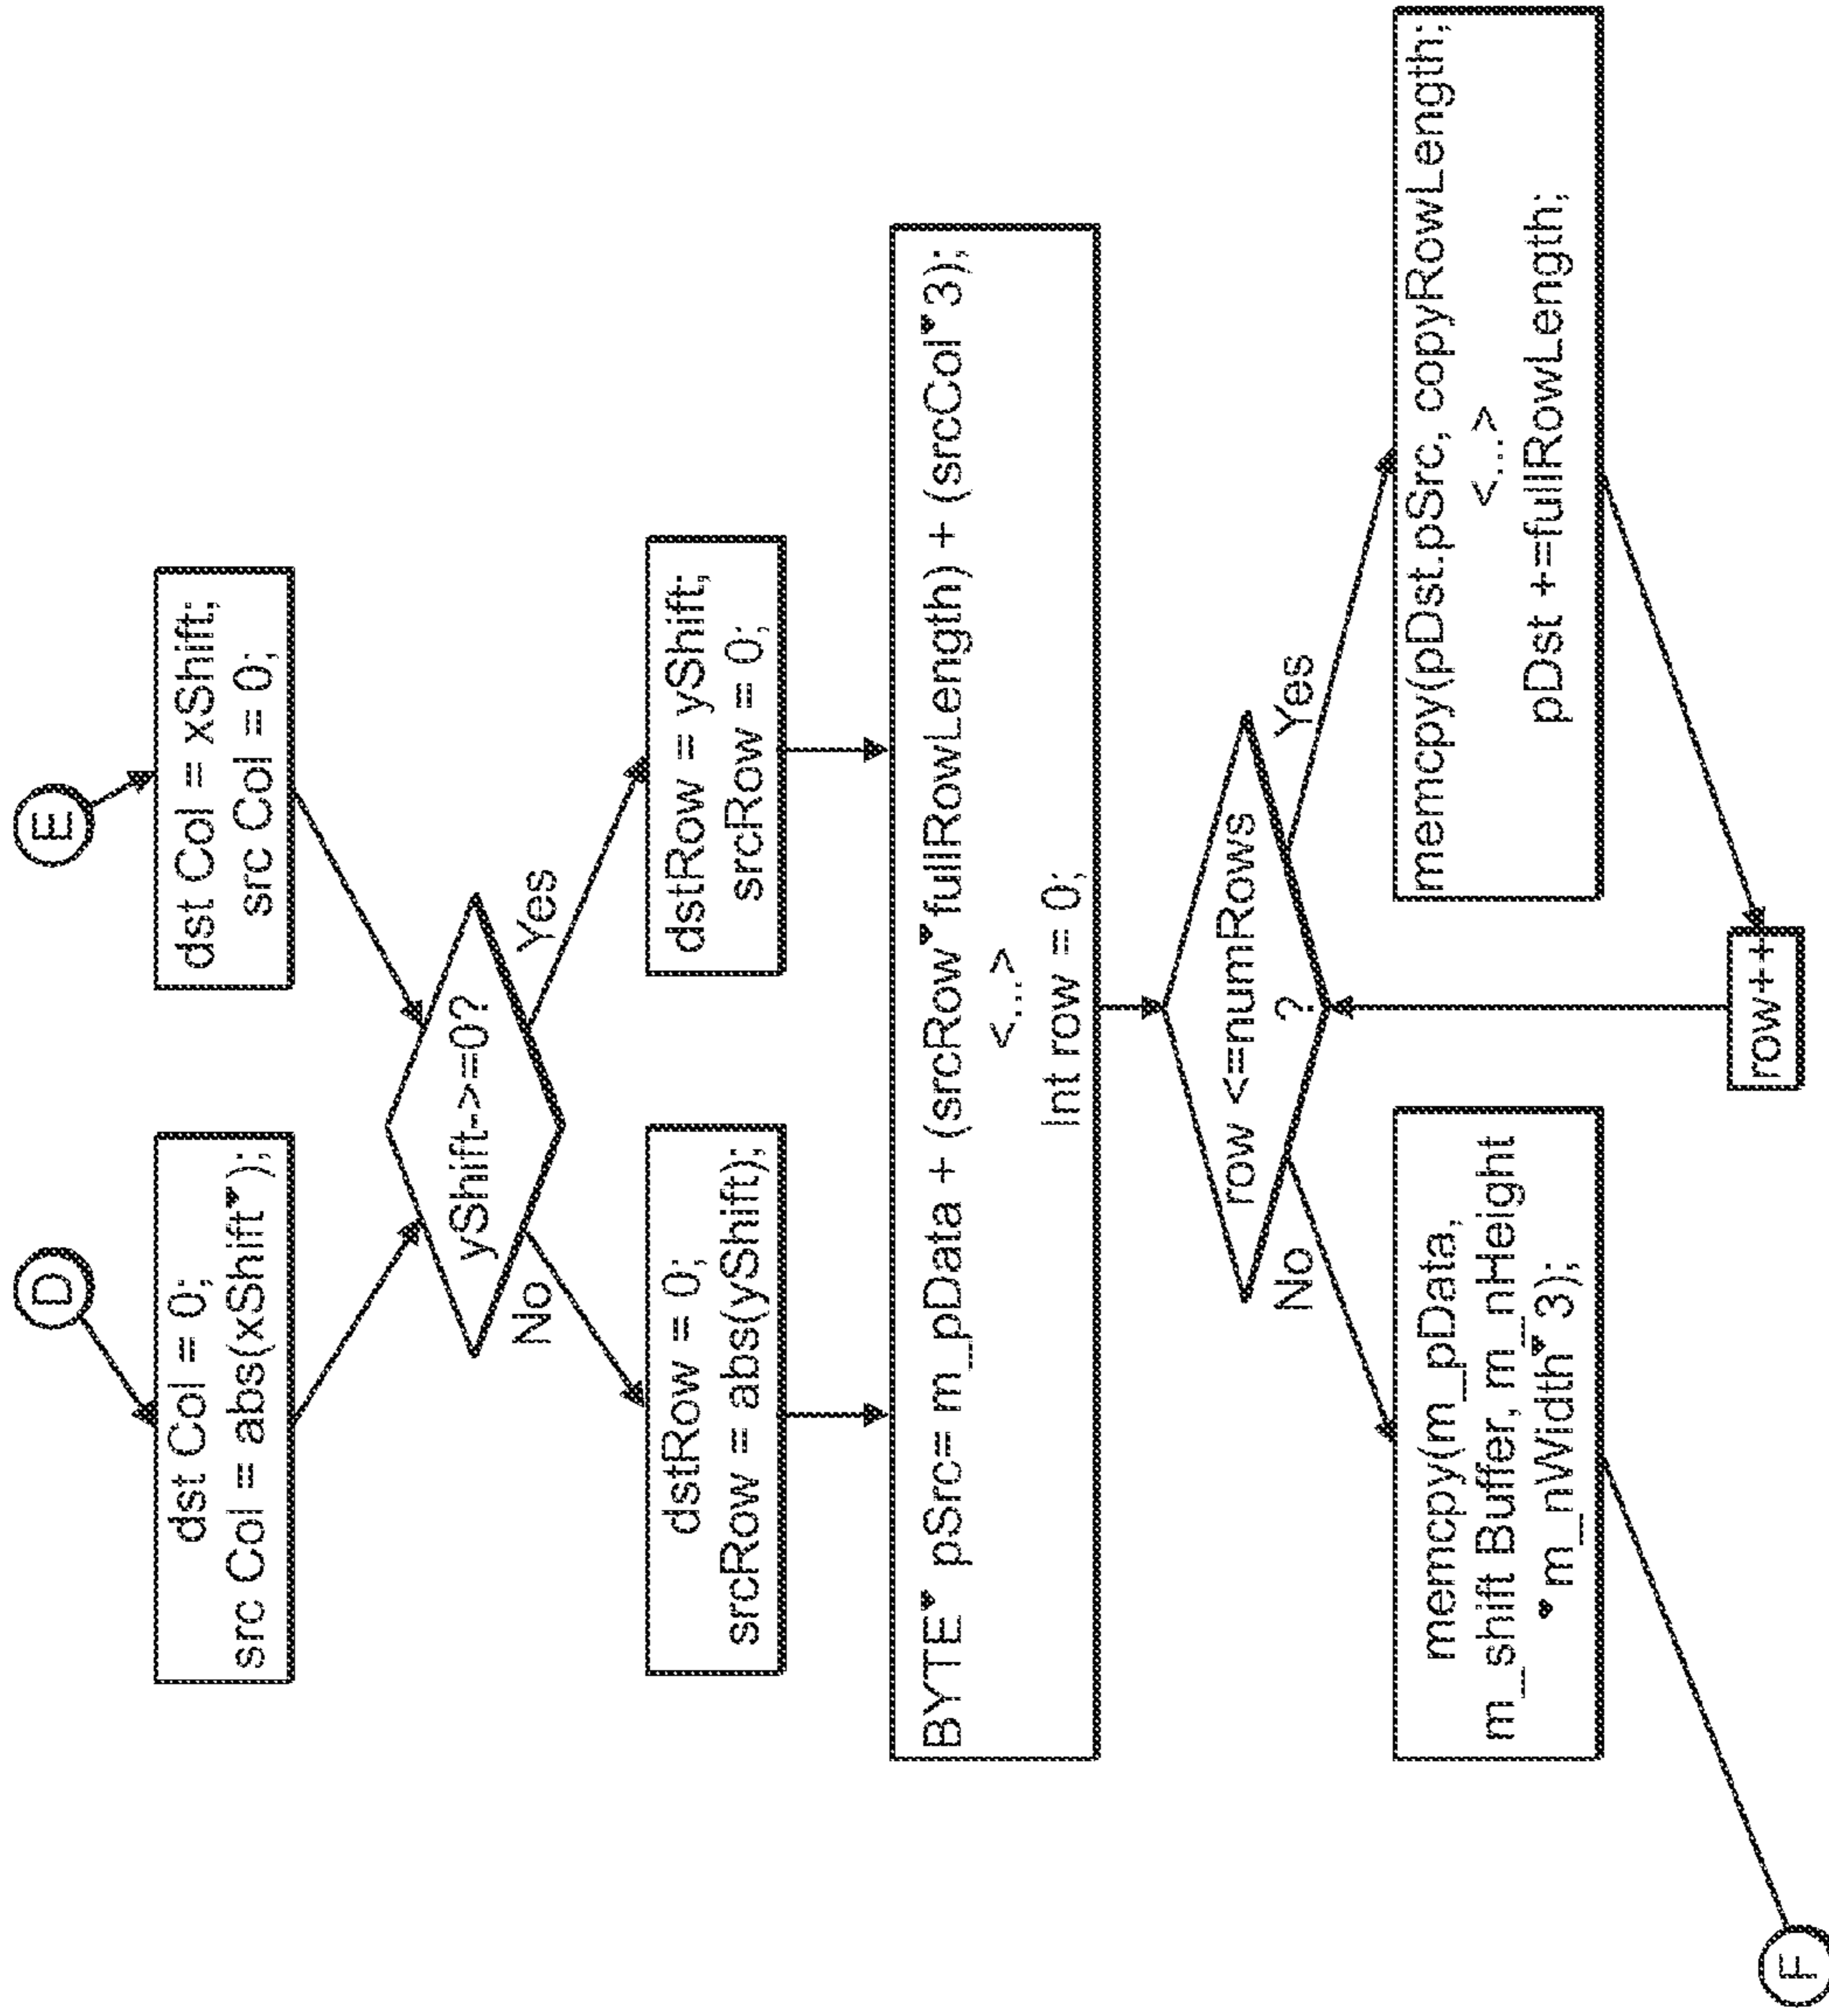 D
E
dst Col = 0;
src Col = abs(xShift*);
dst Col = xShift;
src Col = 0;
yShift->=0?
No
Yes
dstRow = 0;
srcRow = abs(yShift);
dstRow = yShift;
srcRow = 0;
BYTE* pSrc= m_pData + (srcRow*fullRowLength) + (srcCol*3);
<...>
Int row = 0;
row <=numRows
?
No
Yes
memcpy(m_pData,
m_shift Buffer, m_nHeight
*m_nWidth*3);
memcpy(pDst.pSrc, copyRowLength;
<...>
pDst +=fullRowLength;
row++
F